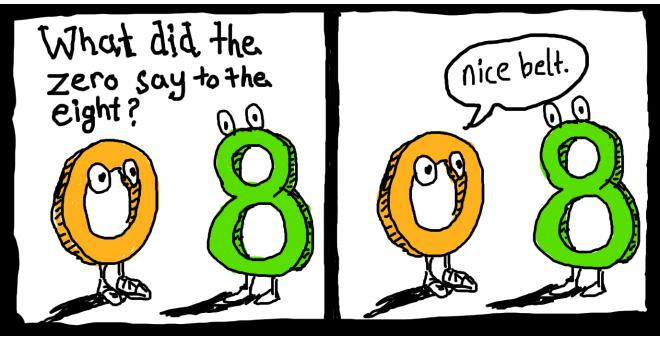 What did the
zero say to the
eight?
nice belt.